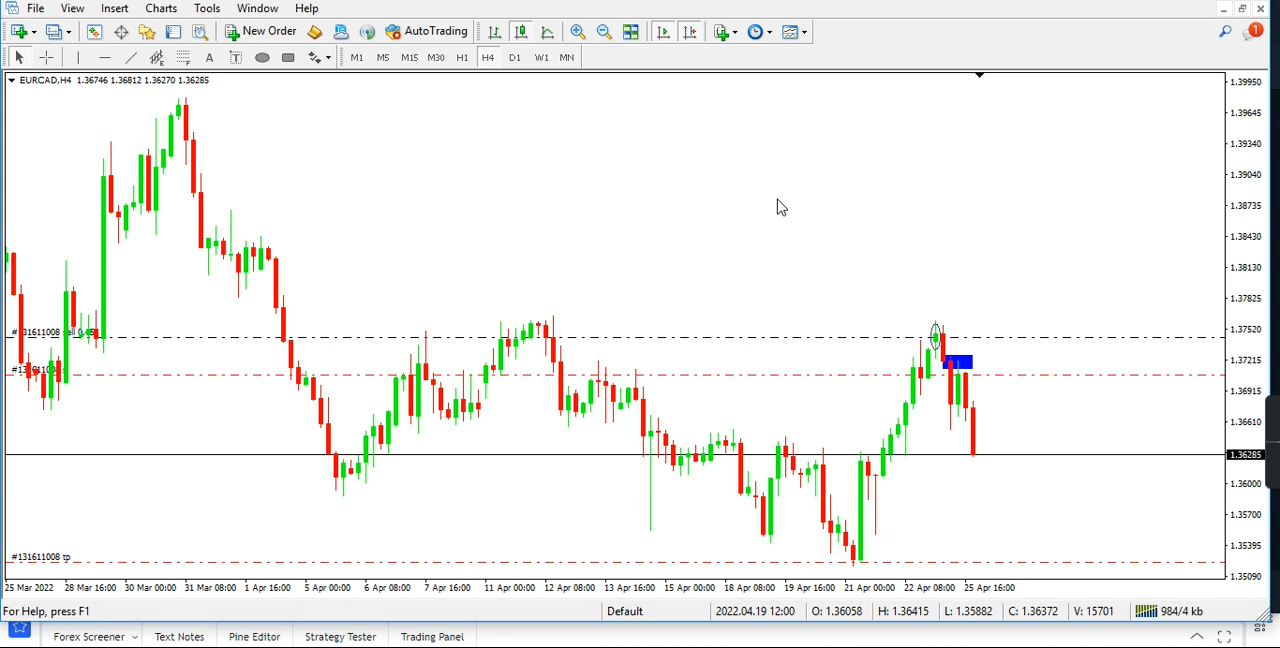 File View Insert Charts Tools Window Help
New Order AutoTrading 1
A T M1 M5 M15 M30 H1 H4 D1 W1 MN
EURCAD,H4 1.36746 1.36812 1.36270 1.36285
1.39950
1.39645
1.39340
1.39040
1.38735
1.38430
1.38130
1.37825
#131611008 sell
1.37520
1.37215
1.36915
1.36610
1.36285
1.36000
1.35700
#131611008 tp
1.35395
1.35090
25 Mar 2022 28 Mar 16:00 30 Mar 00:00 31 Mar 08:00 1 Apr 16:00 5 Apr 00:00 6 Apr 08:00 7 Apr 16:00 11 Apr 00:00 12 Apr 08:00 13 Apr 16:00 15 Apr 00:00 18 Apr 08:00 19 Apr 16:00 21 Apr 00:00 22 Apr 08:00 25 Apr 16:00
For Help, press F1 Default 2022.04.19 12:00 O: 1.36058 H: 1.36415 L: 1.35882 C: 1.36372 V: 15701 984/4 kb
Forex Screener Text Notes Pine Editor Strategy Tester Trading Panel